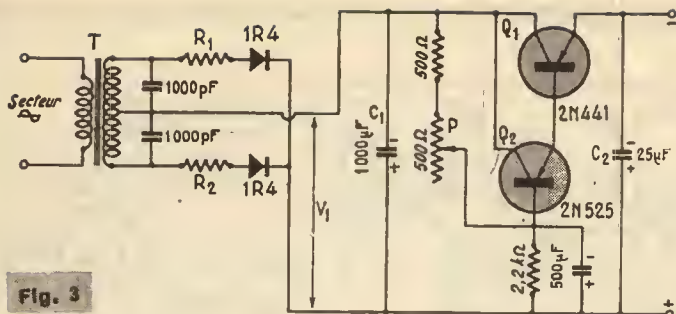 T
R₁
1R4
Secteur
1000pF
1000pF
R₂
1R4
V₁
1000µF
C₁
-
+
500Ω
500Ω
P
Q₁
2N441
Q₂
2N525
2,2kΩ
500µF
-
+
C₂
-
+
25µF
-
+
Fig. 3